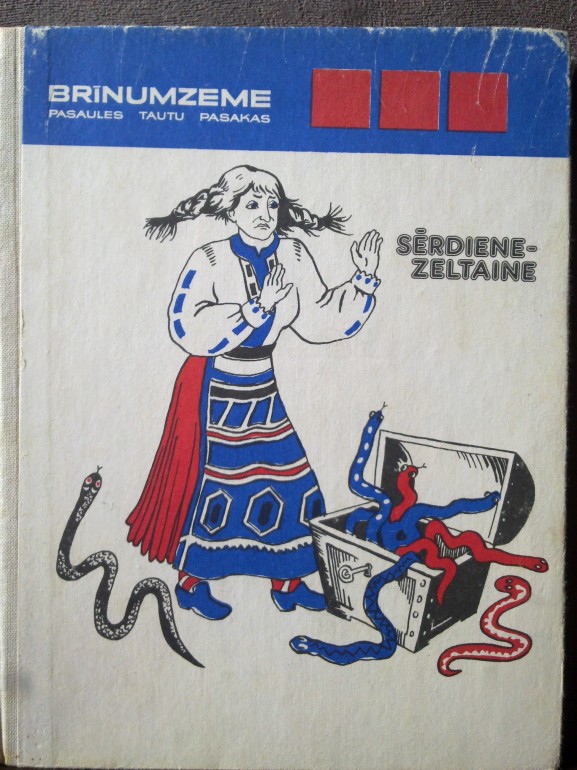 BRĪNUMZEME
PASAULES TAUTU PASAKAS
SĒRDIENE-
ZELTAINE